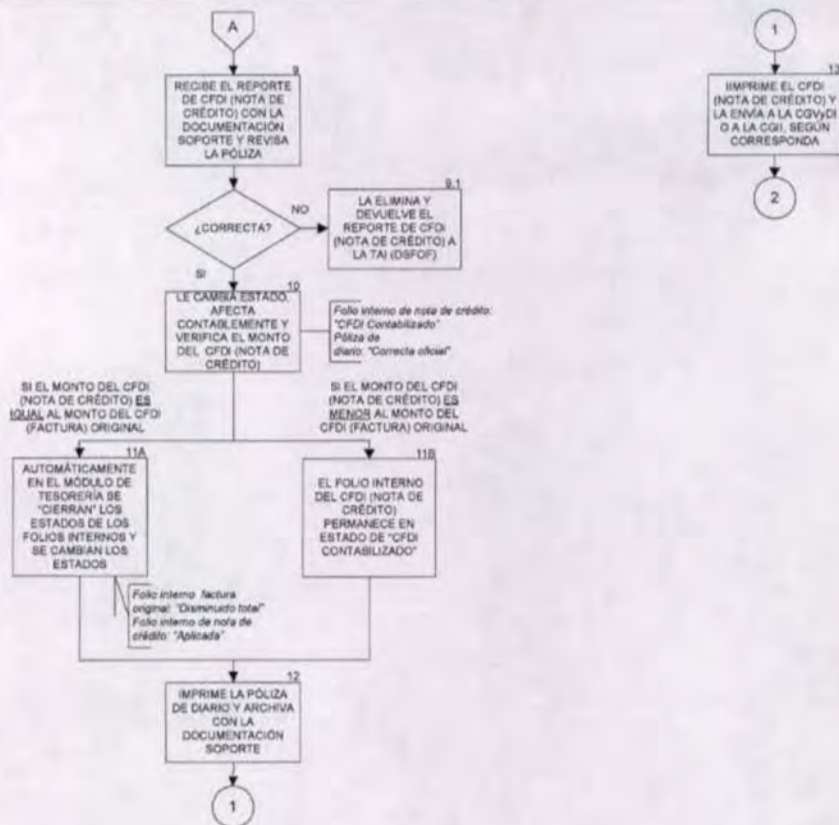 A
9
RECIBE EL REPORTE
DE CFDI (NOTA DE
CRÉDITO) CON LA
DOCUMENTACIÓN
SOPORTE Y REVISA
LA PÓLIZA
¿CORRECTA?
NO
9.1
LA ELIMINA Y
DEVUELVE EL
REPORTE DE CFDI
(NOTA DE CRÉDITO) A
LA TAI (DSFOF)
SI
10
LE CAMBIA ESTADO,
AFECTA
CONTABLEMENTE Y
VERIFICA EL MONTO
DEL CFDI (NOTA DE
CRÉDITO)
Folio interno de nota de crédito:
"CFDI Contabilizado"
Póliza de
diario: "Correcta oficial"
SI EL MONTO DEL CFDI
(NOTA DE CRÉDITO) ES
IGUAL AL MONTO DEL CFDI
(FACTURA) ORIGINAL
SI EL MONTO DEL CFDI
(NOTA DE CRÉDITO) ES
MENOR AL MONTO DEL
CFDI (FACTURA) ORIGINAL
11A
AUTOMÁTICAMENTE
EN EL MÓDULO DE
TESORERÍA SE
"CIERRAN" LOS
ESTADOS DE LOS
FOLIOS INTERNOS Y
SE CAMBIAN LOS
ESTADOS
11B
EL FOLIO INTERNO
DEL CFDI (NOTA DE
CRÉDITO)
PERMANECE EN
ESTADO DE "CFDI
CONTABILIZADO"
Folio interno factura
original: "Disminuido total"
Folio interno de nota de
crédito: "Aplicada"
12
IMPRIME LA PÓLIZA
DE DIARIO Y ARCHIVA
CON LA
DOCUMENTACIÓN
SOPORTE
1
1
13
IIMPRIME EL CFDI
(NOTA DE CRÉDITO) Y
LA ENVÍA A LA CGVyDI
O A LA CGII, SEGÚN
CORRESPONDA
2